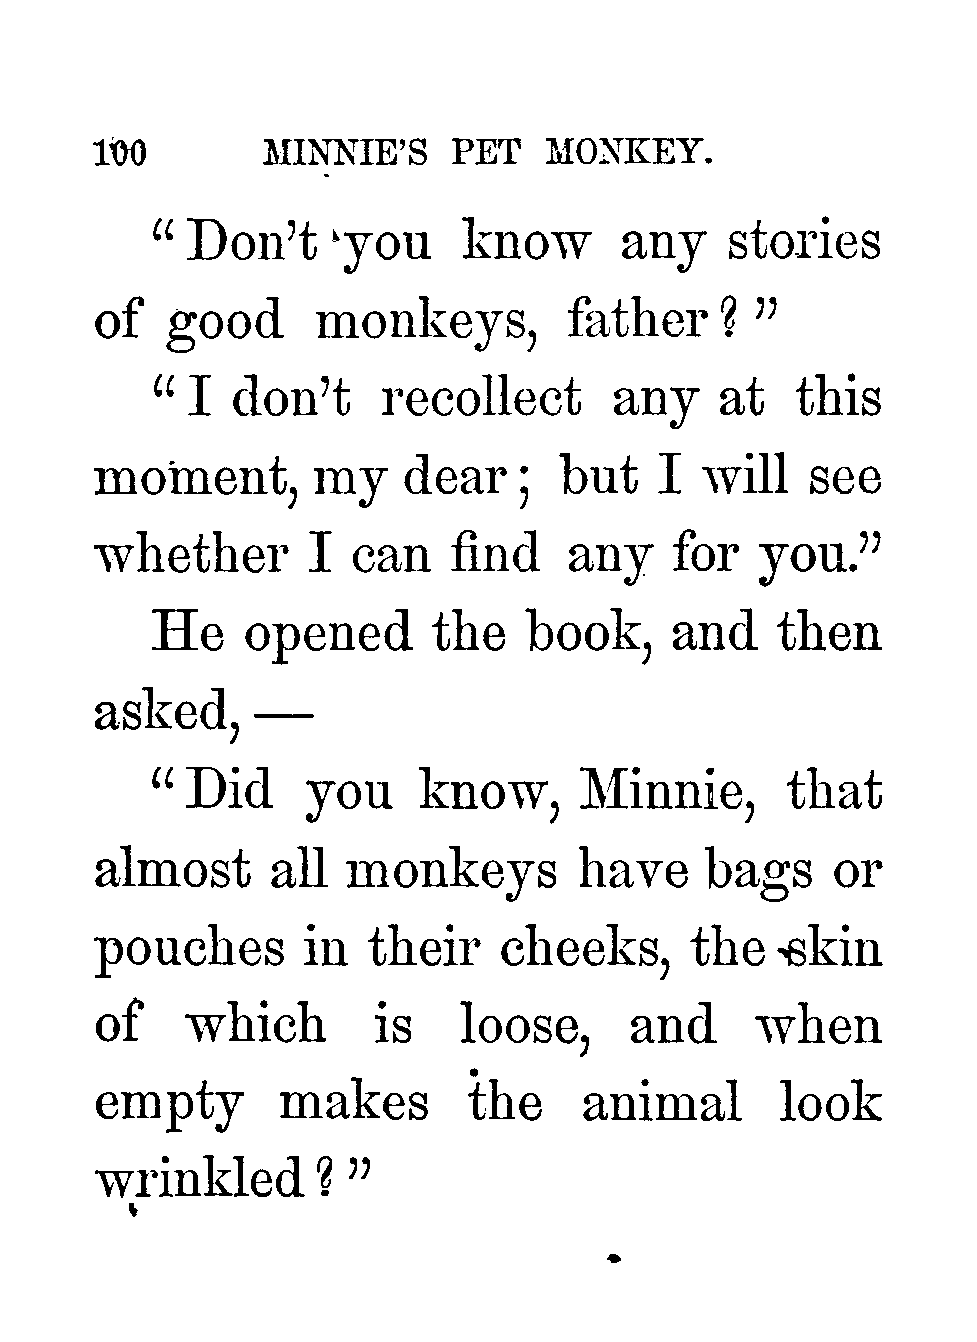 100 MINNIE'S PET MONKEY.
"Don't you know any stories
of good monkeys, father?"
"I don't recollect any at this
moment, my dear; but I will see
whether I can find any for you."
He opened the book, and then
asked,—
"Did you know, Minnie, that
almost all monkeys have bags or
pouches in their cheeks, the skin
of which is loose, and when
empty makes the animal look
wrinkled?"